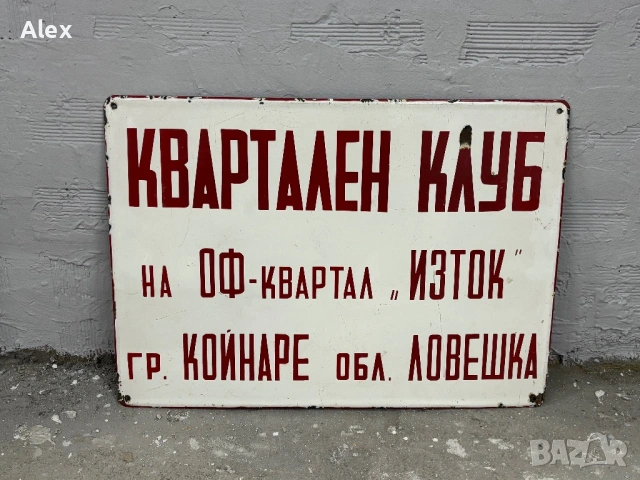 Alex
КВАРТАЛЕН КЛУБ
НА ОФ-КВАРТАЛ „ИЗТОК"
ГР. КОЙНАРЕ ОБЛ. ЛОВЕШКА
BAZAR